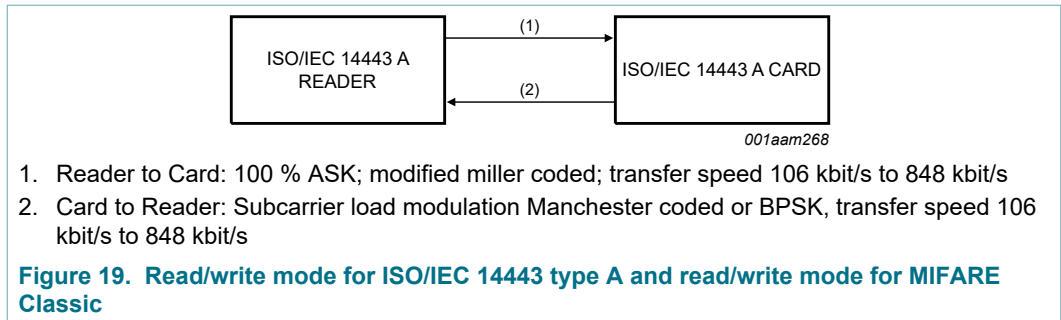 (1)
ISO/IEC 14443 A
READER
ISO/IEC 14443 A CARD
(2)
001aam268
1. Reader to Card: 100 % ASK; modified miller coded; transfer speed 106 kbit/s to 848 kbit/s
2. Card to Reader: Subcarrier load modulation Manchester coded or BPSK, transfer speed 106
kbit/s to 848 kbit/s
Figure 19. Read/write mode for ISO/IEC 14443 type A and read/write mode for MIFARE
Classic